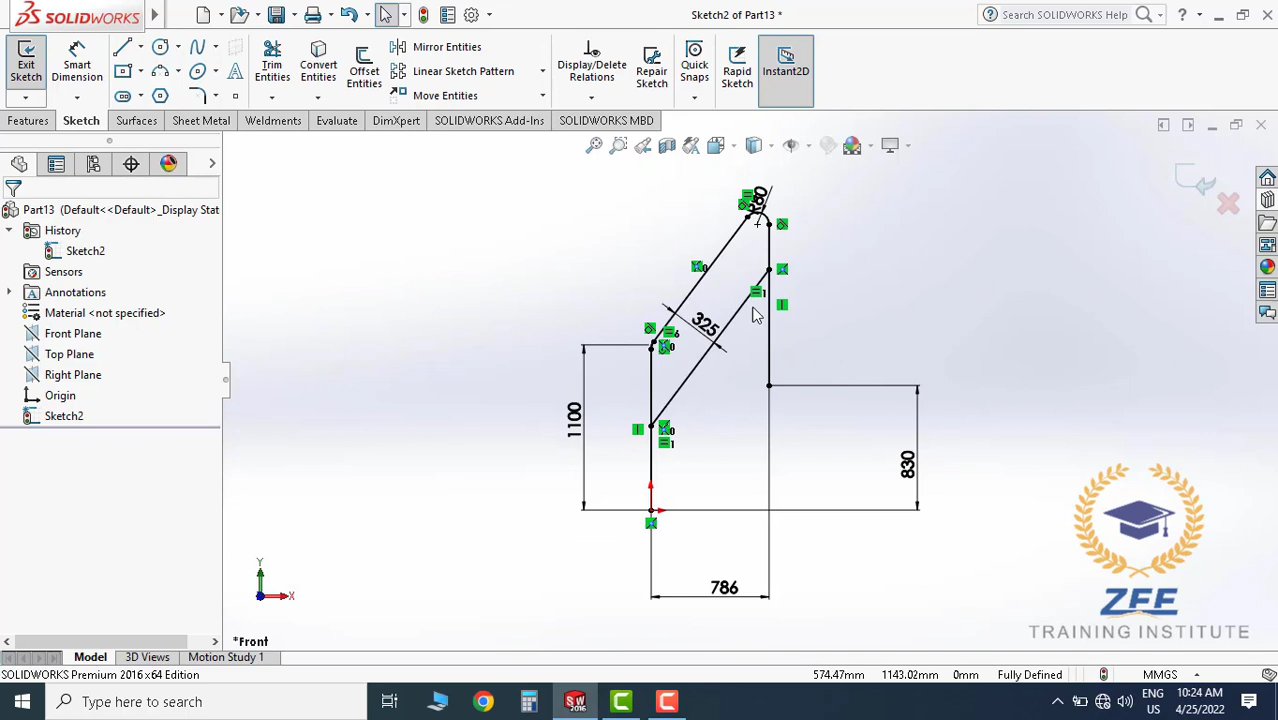 SOLIDWORKS
Sketch2 of Part13 *
Search SOLIDWORKS Help
Exit Sketch
Smart Dimension
Trim Entities
Convert Entities
Offset Entities
Mirror Entities
Linear Sketch Pattern
Move Entities
Display/Delete Relations
Repair Sketch
Quick Snaps
Rapid Sketch
Instant2D
Features
Sketch
Surfaces
Sheet Metal
Weldments
Evaluate
DimXpert
SOLIDWORKS Add-Ins
SOLIDWORKS MBD
Part13 (Default<<Default>_Display Stat
History
Sketch2
Sensors
Annotations
Material <not specified>
Front Plane
Top Plane
Right Plane
Origin
Sketch2
325
1100
830
786
Y
X
*Front
ZFE
TRAINING INSTITUTE
Model
3D Views
Motion Study 1
SOLIDWORKS Premium 2016 x64 Edition
574.47mm
1143.02mm
0mm
Fully Defined
MMGS
Type here to search
SW
2016
ENG
US
10:24 AM
4/25/2022